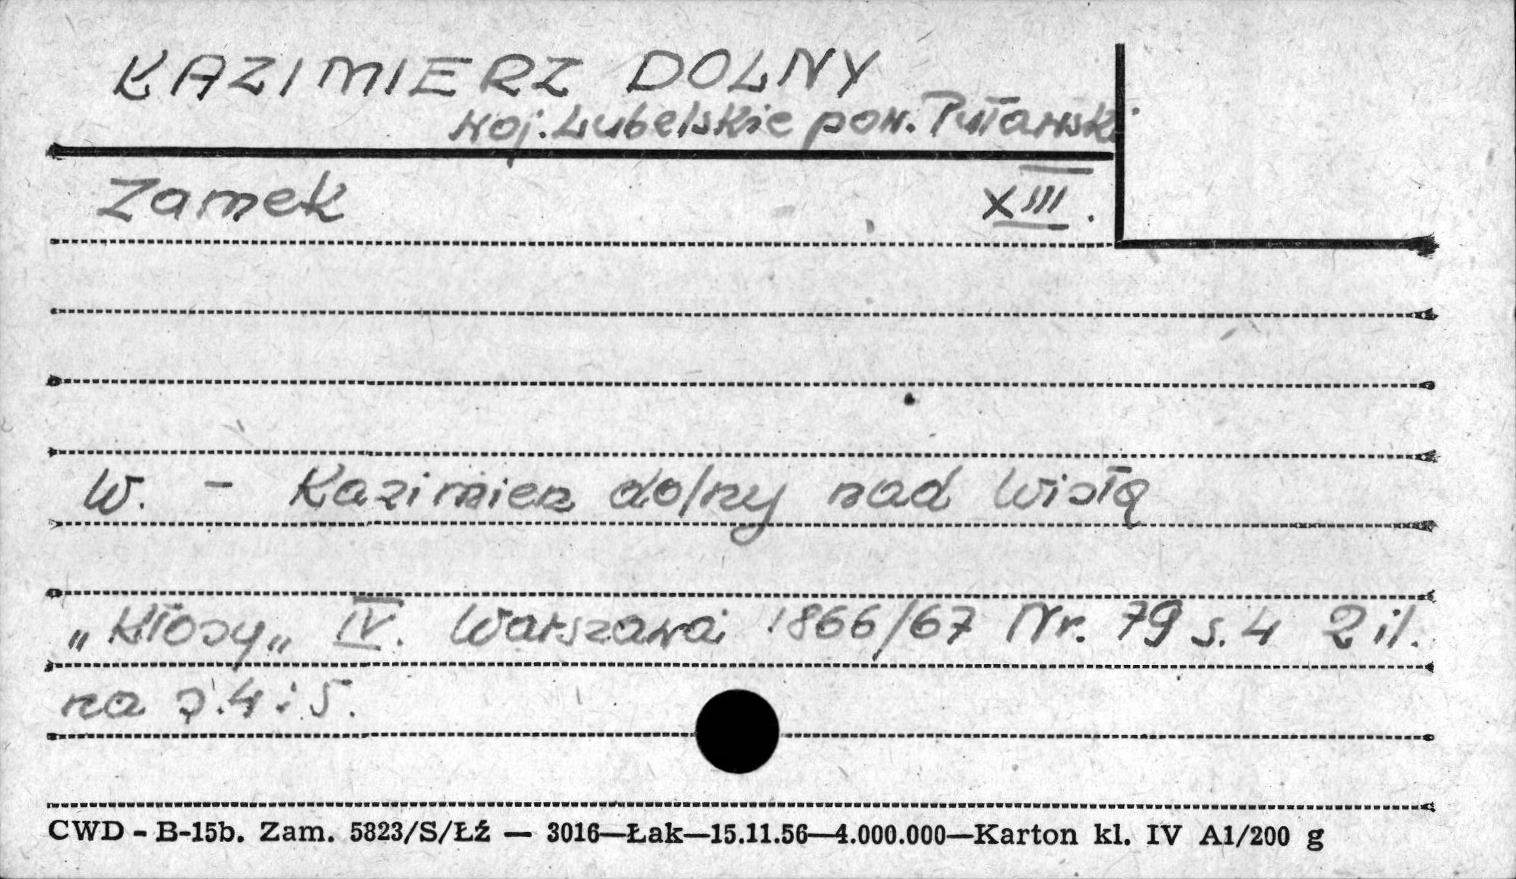 KAZIMIERZ DOLNY
woj. Lubelskie pow. Puławski
Zamek XIII.
W. - Kazimierz dolny nad Wisłą
„Kłosy„ IV. Warszawa 1866/67 Nr. 79 s. 4 2 il.
na s. 4 i 5.
CWD - B-15b. Zam. 5823/S/ŁŹ — 3016—Łak—15.11.56—4.000.000—Karton kl. IV A1/200 g